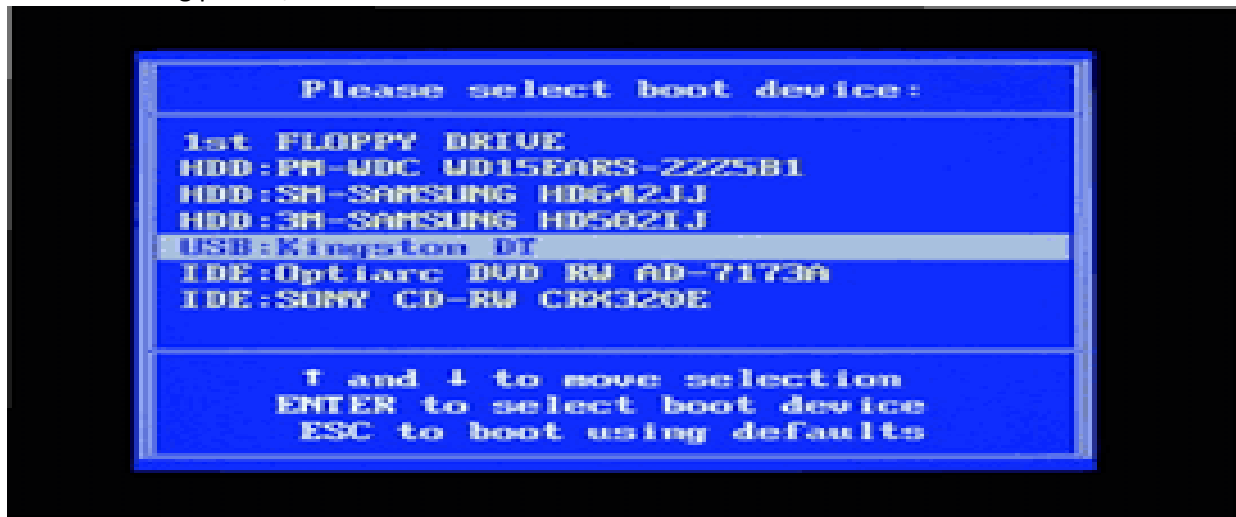 Please select boot device:
1st FLOPPY DRIVE
HDD:PM-WDC WD15EARS-22Z5B1
HDD:SM-SAMSUNG HD642JJ
HDD:3M-SAMSUNG HD502IJ
USB:Kingston DT
IDE:Optiarc DVD RW AD-7173A
IDE:SONY CD-RW CRX320E
↑ and ↓ to move selection
ENTER to select boot device
ESC to boot using defaults